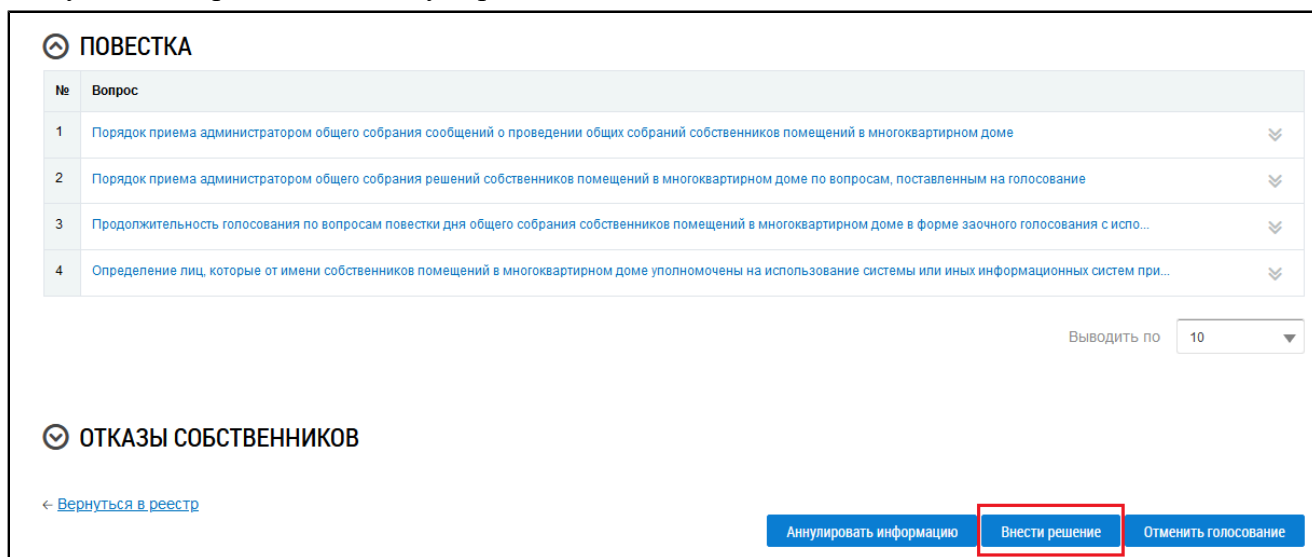 ПОВЕСТКА
№ Вопрос
1 Порядок приема администратором общего собрания сообщений о проведении общих собраний собственников помещений в многоквартирном доме
2 Порядок приема администратором общего собрания решений собственников помещений в многоквартирном доме по вопросам, поставленным на голосование
3 Продолжительность голосования по вопросам повестки дня общего собрания собственников помещений в многоквартирном доме в форме заочного голосования с испо...
4 Определение лиц, которые от имени собственников помещений в многоквартирном доме уполномочены на использование системы или иных информационных систем при...
Выводить по 10
ОТКАЗЫ СОБСТВЕННИКОВ
← Вернуться в реестр
Аннулировать информацию Внести решение Отменить голосование